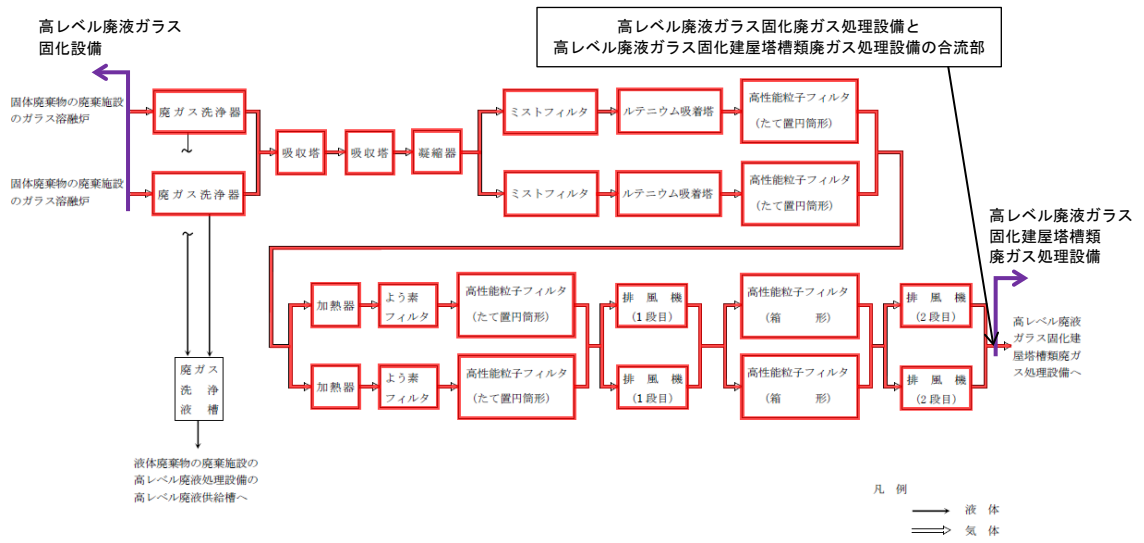 高レベル廃液ガラス固化廃ガス処理設備と
高レベル廃液ガラス固化建屋塔槽類廃ガス処理設備の合流部
高レベル廃液ガラス
固化設備
固体廃棄物の廃棄施設
のガラス溶融炉
廃ガス洗浄器
固体廃棄物の廃棄施設
のガラス溶融炉
廃ガス洗浄器
吸収塔
吸収塔
凝縮器
ミストフィルタ
ルテニウム吸着塔
高性能粒子フィルタ
(たて置円筒形)
ミストフィルタ
ルテニウム吸着塔
高性能粒子フィルタ
(たて置円筒形)
高レベル廃液ガラス
固化建屋塔槽類
廃ガス処理設備
加熱器
よう素
フィルタ
高性能粒子フィルタ
(たて置円筒形)
排風機
(1段目)
高性能粒子フィルタ
(箱 形)
排風機
(2段目)
加熱器
よう素
フィルタ
高性能粒子フィルタ
(たて置円筒形)
排風機
(1段目)
高性能粒子フィルタ
(箱 形)
排風機
(2段目)
高レベル廃液
ガラス固化建
屋塔槽類廃ガ
ス処理設備へ
廃ガス
洗浄
液槽
液体廃棄物の廃棄施設の
高レベル廃液処理設備の
高レベル廃液供給槽へ
凡例
液体
気体